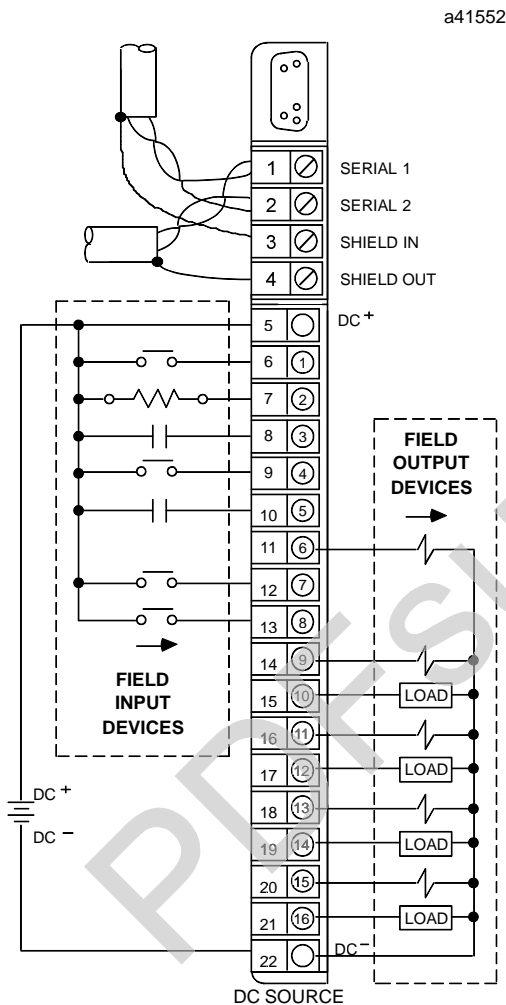 a41552
1 SERIAL 1
2 SERIAL 2
3 SHIELD IN
4 SHIELD OUT
5 DC+
6 1
7 2
8 3
9 4
10 5
11 6
12 7
13 8
14 9
15 10 LOAD
16 11
17 12 LOAD
18 13
19 14 LOAD
20 15
21 16 LOAD
22 DC−
FIELD
INPUT
DEVICES
FIELD
OUTPUT
DEVICES
DC +
DC −
DC SOURCE